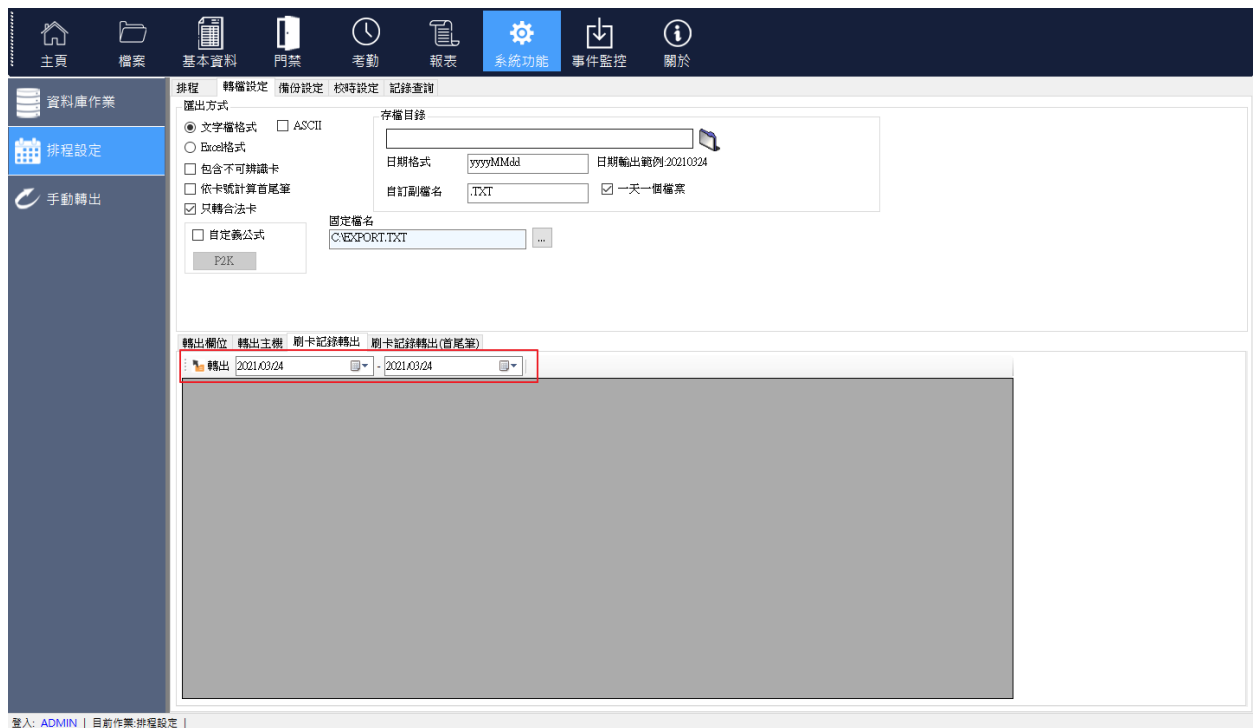 主頁 檔案 基本資料 門禁 考勤 報表 系統功能 事件監控 關於
資料庫作業
排程設定
手動轉出
排程 轉檔設定 備份設定 校時設定 記錄查詢
匯出方式
文字檔格式 ASCII
Excel格式
包含不可辨識卡
依卡號計算首尾筆
只轉合法卡
自定義公式
P2K
存檔目錄
日期格式 yyyyMMdd 日期輸出範例:20210324
自訂副檔名 .TXT 一天一個檔案
固定檔名
C:\EXPORT.TXT ...
轉出欄位 轉出主機 刷卡記錄轉出 刷卡記錄轉出(首尾筆)
轉出 2021/03/24 - 2021/03/24
登入: ADMIN | 目前作業:排程設定 |